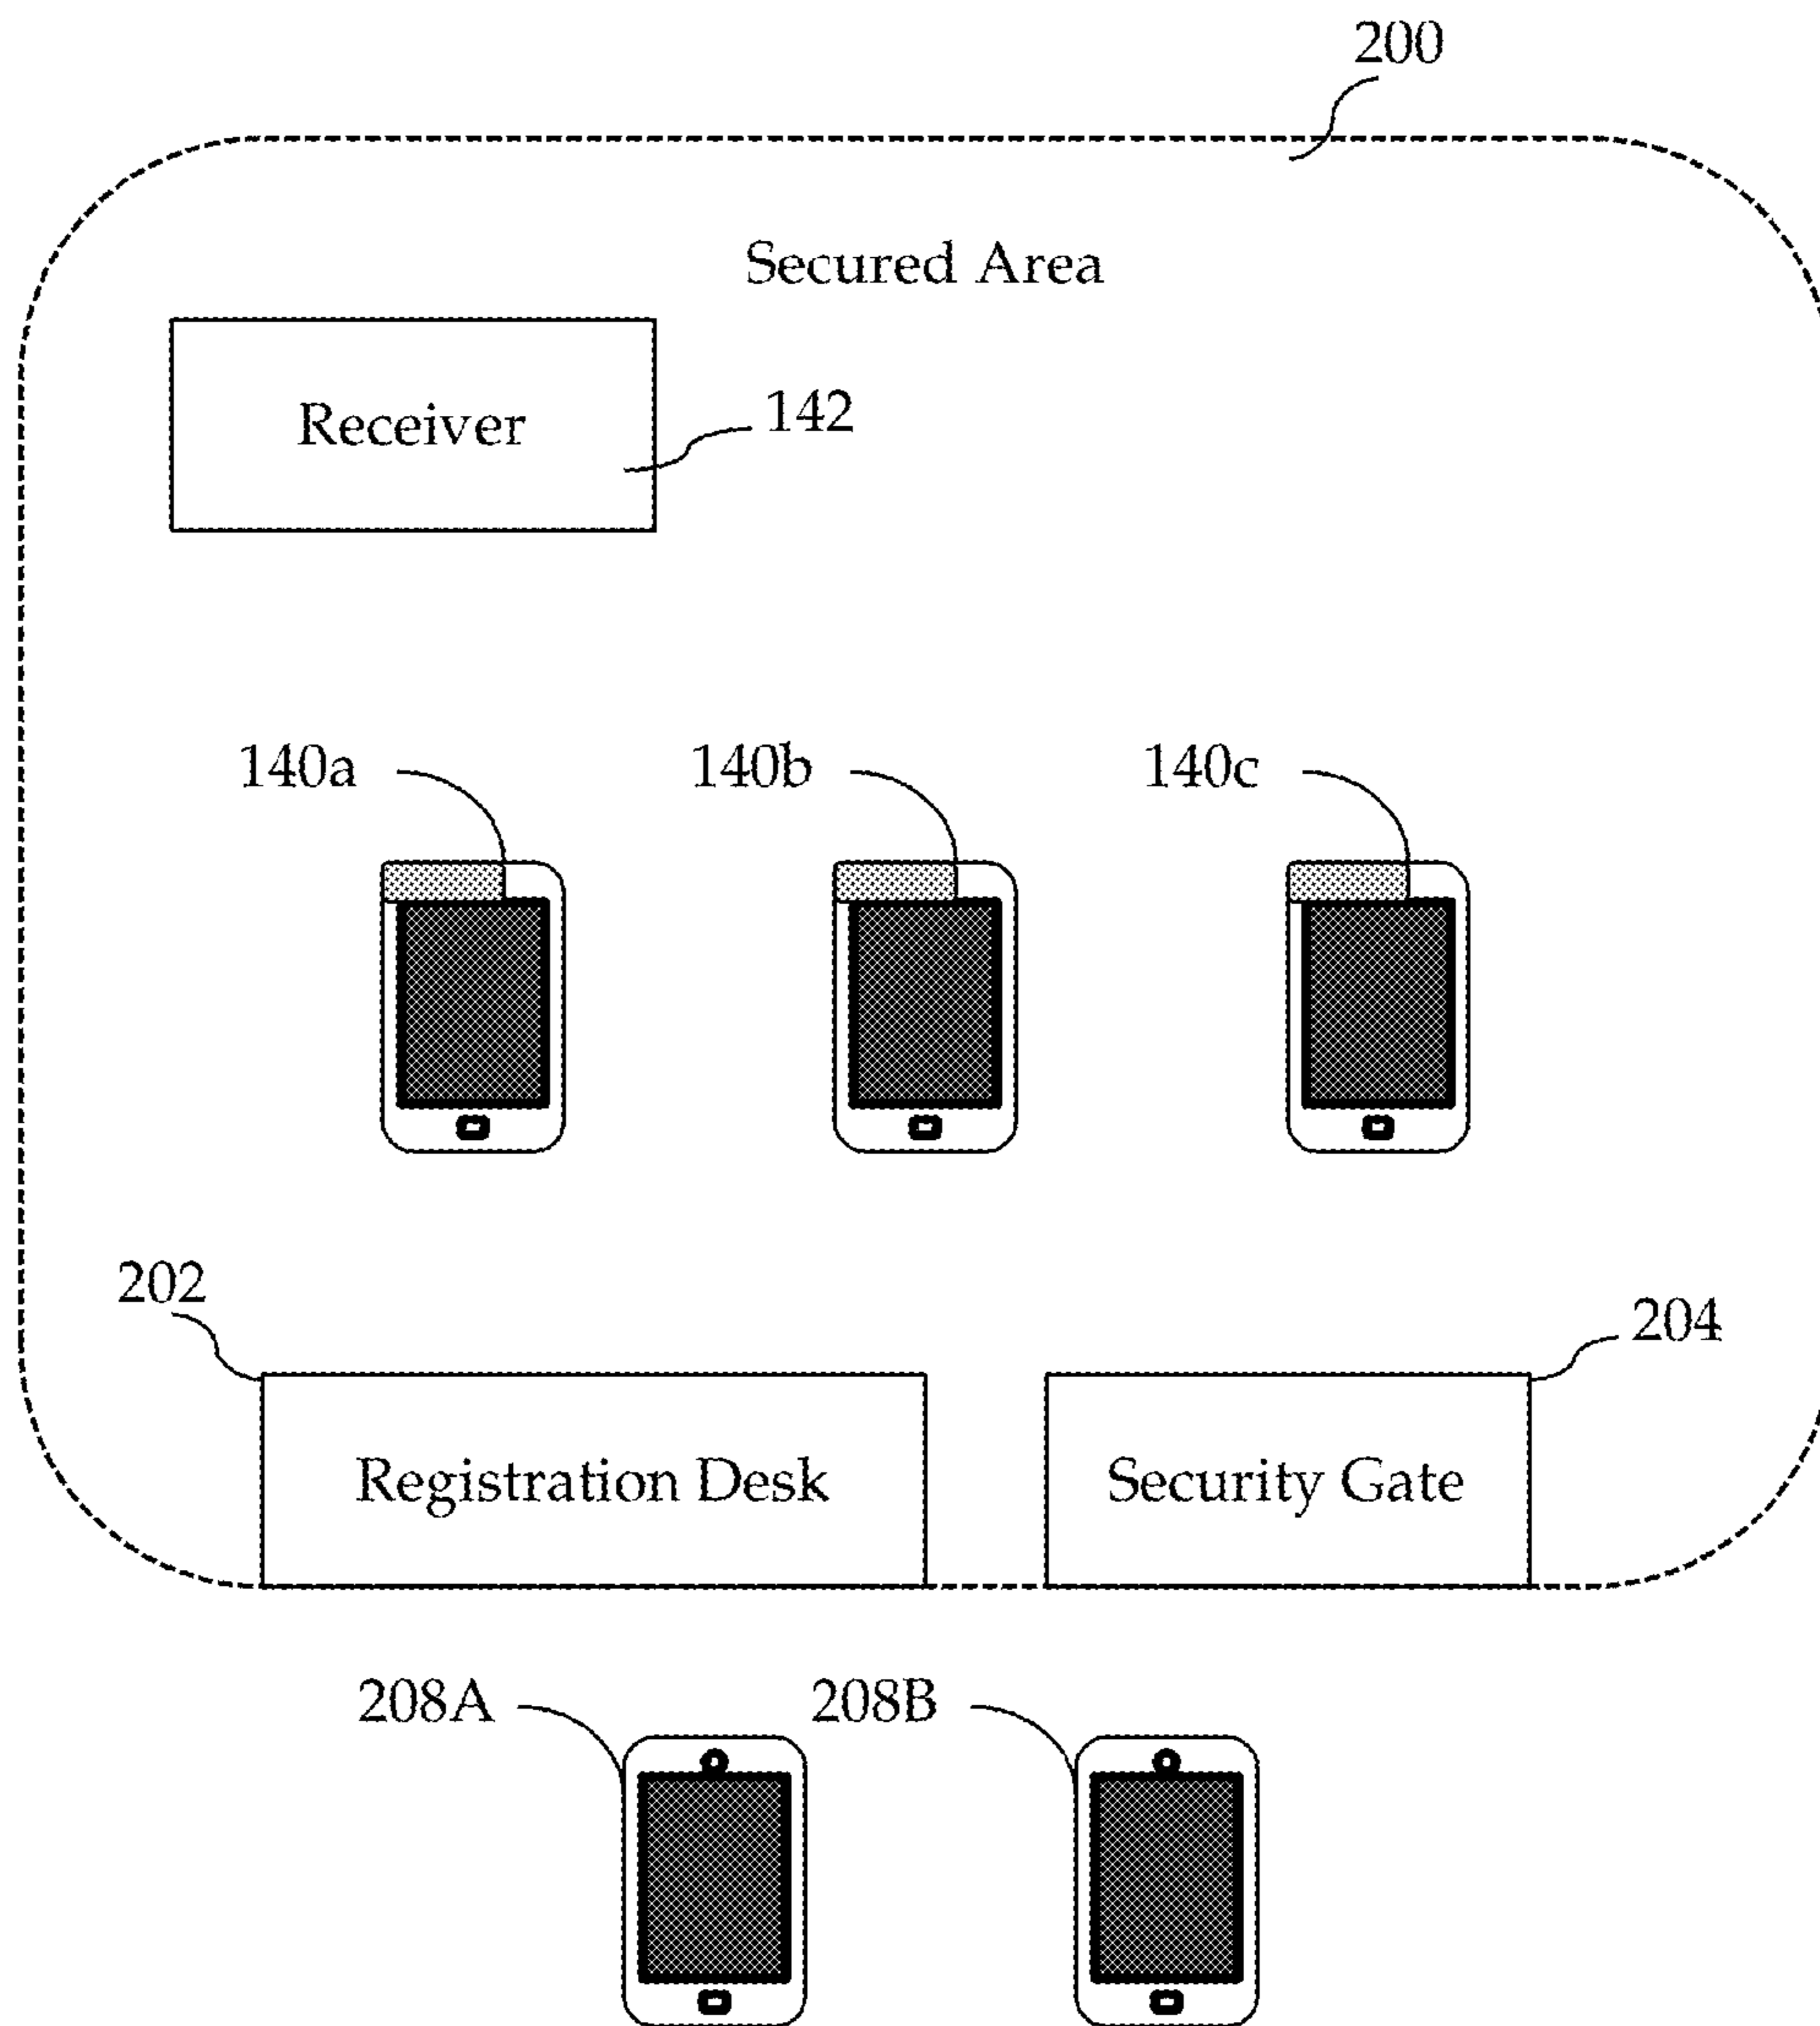 200
Secured Area
Receiver
142
140a 140b 140c
202
204
Registration Desk
Security Gate
208A 208B